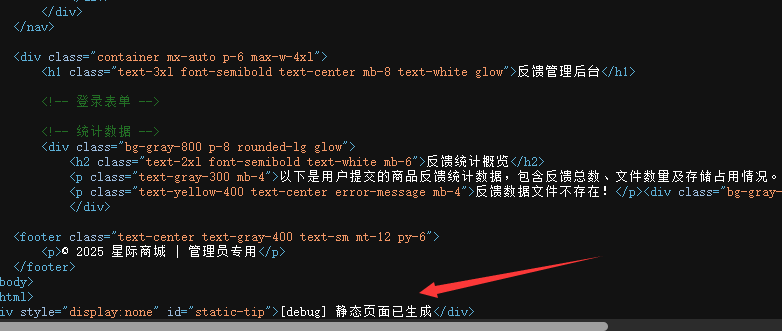 </div>
</nav>
<div class="container mx-auto p-6 max-w-4xl">
<h1 class="text-3xl font-semibold text-center mb-8 text-white glow">反馈管理后台</h1>
<!-- 登录表单 -->
<!-- 统计数据 -->
<div class="bg-gray-800 p-8 rounded-lg glow">
<h2 class="text-2xl font-semibold text-white mb-6">反馈统计概览</h2>
<p class="text-gray-300 mb-4">以下是用户提交的商品反馈统计数据，包含反馈总数、文件数量及存储占用情况。
<p class="text-yellow-400 text-center error-message mb-4">反馈数据文件不存在！</p><div class="bg-gray-
</div>
<footer class="text-center text-gray-400 text-sm mt-12 py-6">
<p>© 2025 星际商城 | 管理员专用</p>
</footer>
body>
html>
iv style="display:none" id="static-tip">[debug] 静态页面已生成</div>